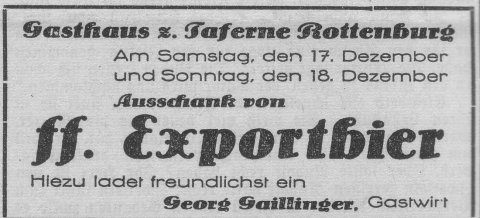 Gasthaus z. Taferne Rottenburg
Am Samstag, den 17. Dezember
und Sonntag, den 18. Dezember
Ausschank von
ff. Exportbier
Hiezu ladet freundlichst ein
Georg Gaillinger, Gastwirt